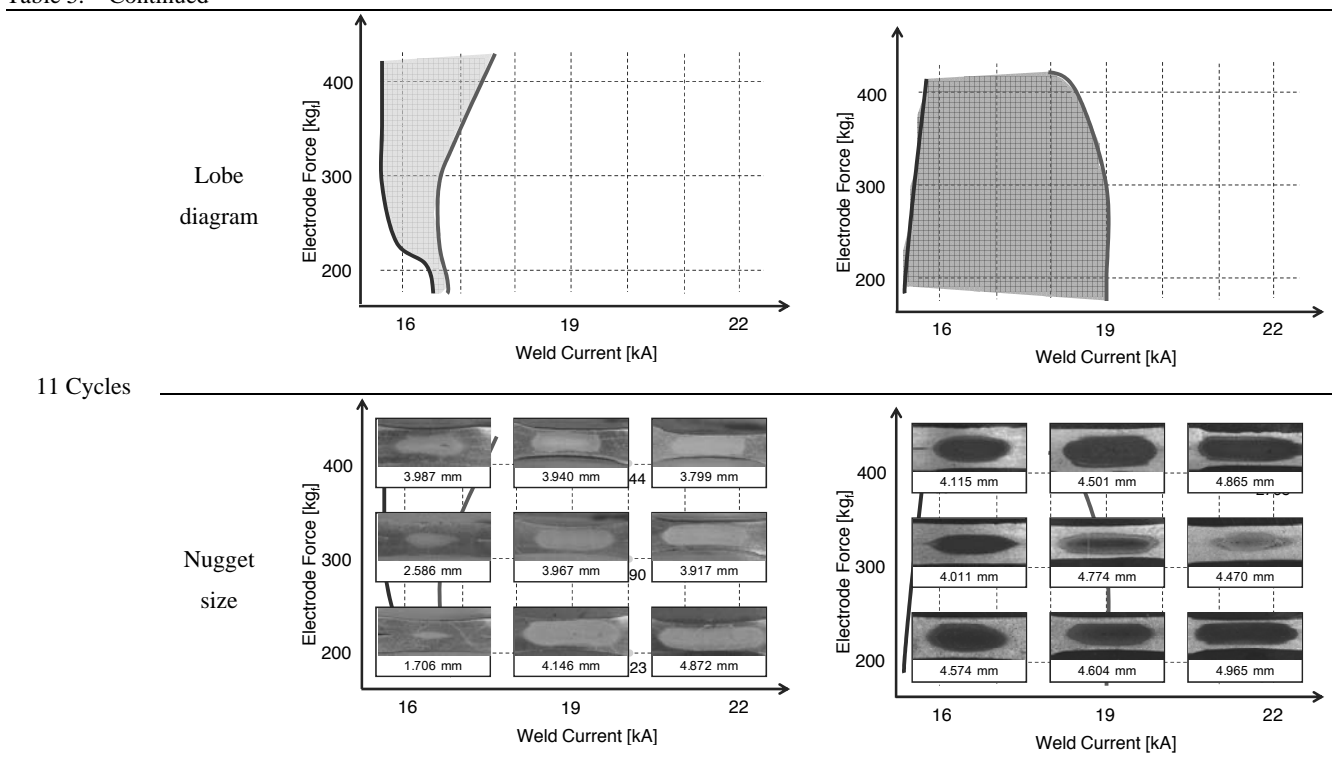 Table 5. Continued
Lobe
diagram
Electrode Force [kgf]
400
300
200
16 19 22
Weld Current [kA]
Electrode Force [kgf]
400
300
200
16 19 22
Weld Current [kA]
11 Cycles
Nugget
size
Electrode Force [kgf]
400
300
200
3.987 mm 3.940 mm 44 3.799 mm
2.586 mm 3.967 mm 90 3.917 mm
1.706 mm 4.146 mm 23 4.872 mm
16 19 22
Weld Current [kA]
Electrode Force [kgf]
400
300
200
4.115 mm 4.501 mm 4.865 mm
4.011 mm 4.774 mm 4.470 mm
4.574 mm 4.604 mm 4.965 mm
16 19 22
Weld Current [kA]